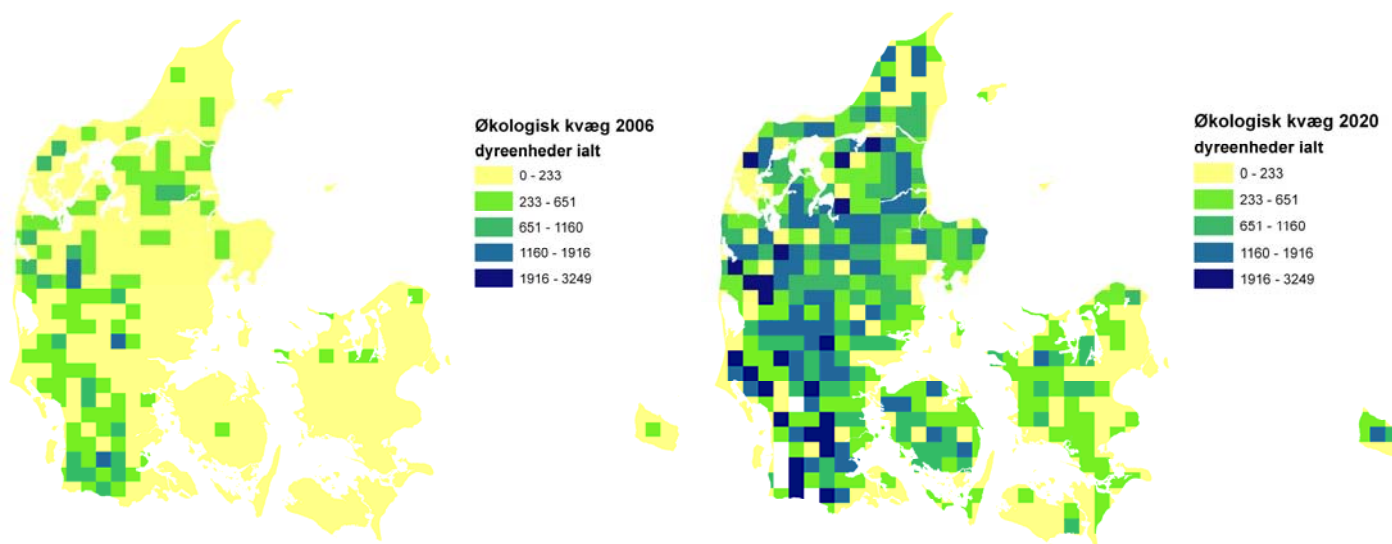 Økologisk kvæg 2006
dyreenheder ialt
0 - 233
233 - 651
651 - 1160
1160 - 1916
1916 - 3249
Økologisk kvæg 2020
dyreenheder ialt
0 - 233
233 - 651
651 - 1160
1160 - 1916
1916 - 3249